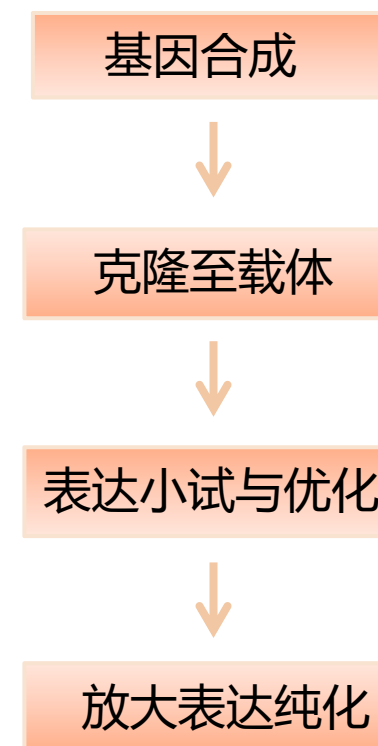 基因合成
克隆至载体
表达小试与优化
放大表达纯化